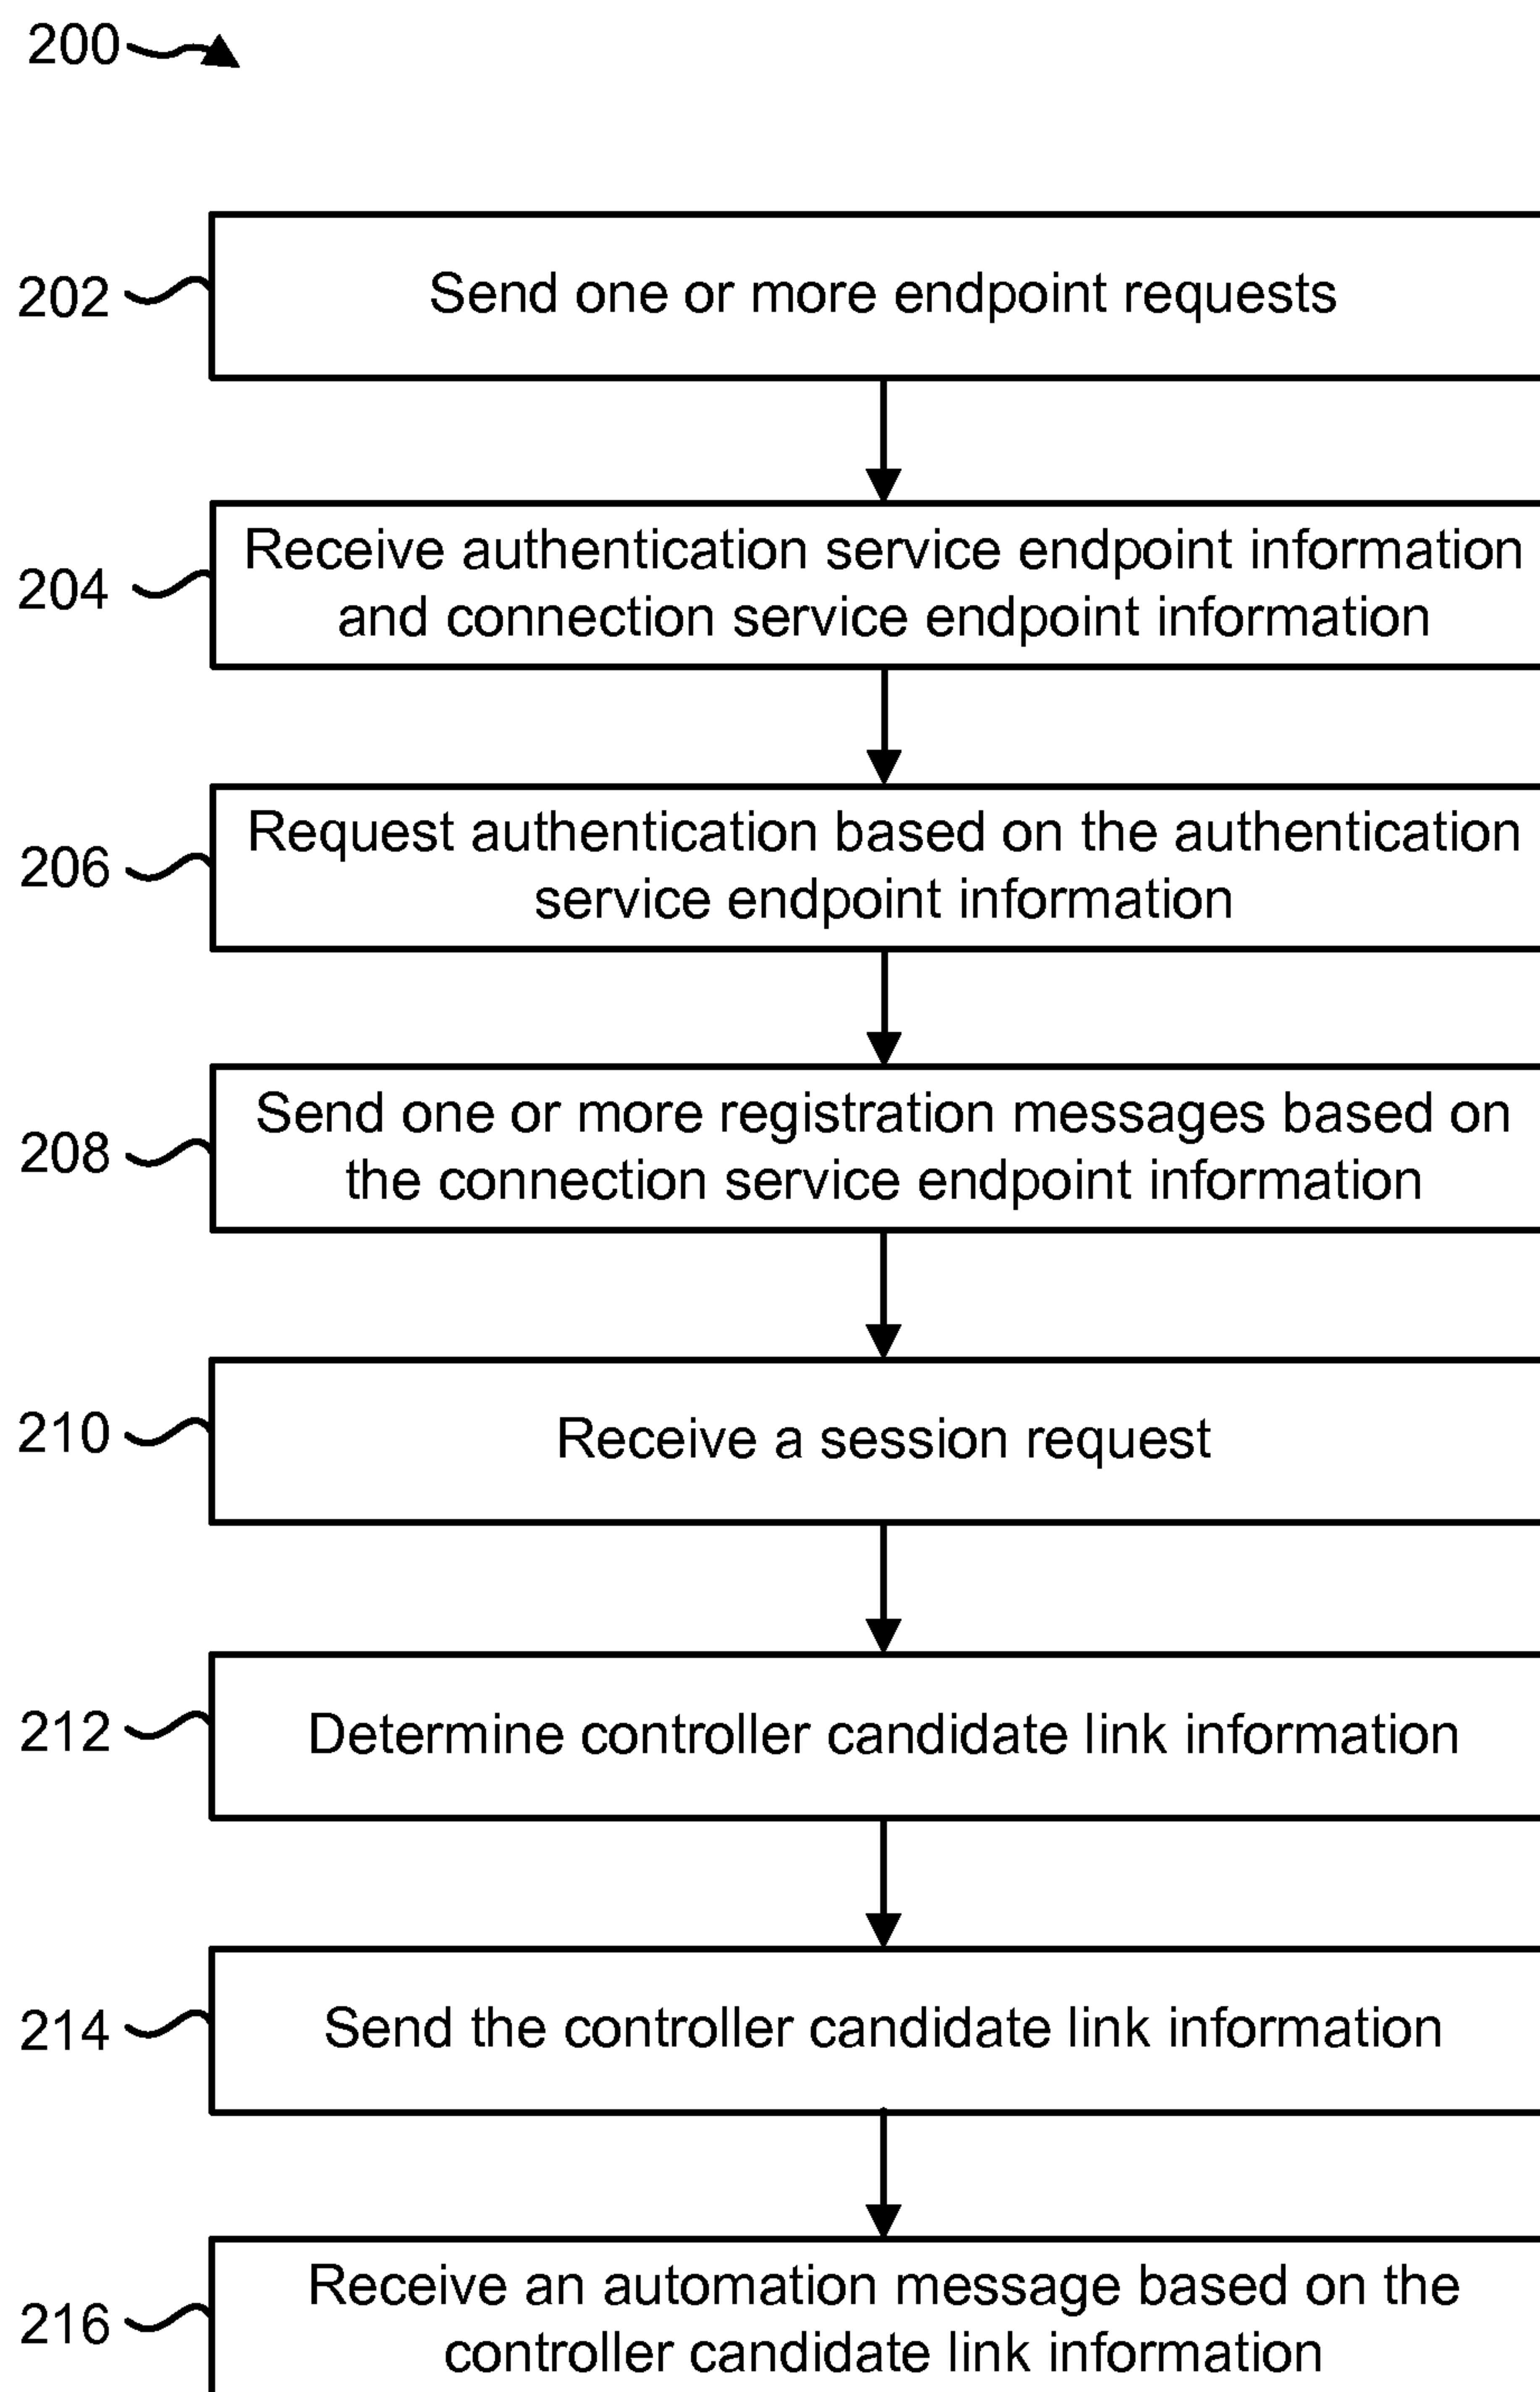 200
202
Send one or more endpoint requests
204
Receive authentication service endpoint information
and connection service endpoint information
206
Request authentication based on the authentication
service endpoint information
208
Send one or more registration messages based on
the connection service endpoint information
210
Receive a session request
212
Determine controller candidate link information
214
Send the controller candidate link information
216
Receive an automation message based on the
controller candidate link information